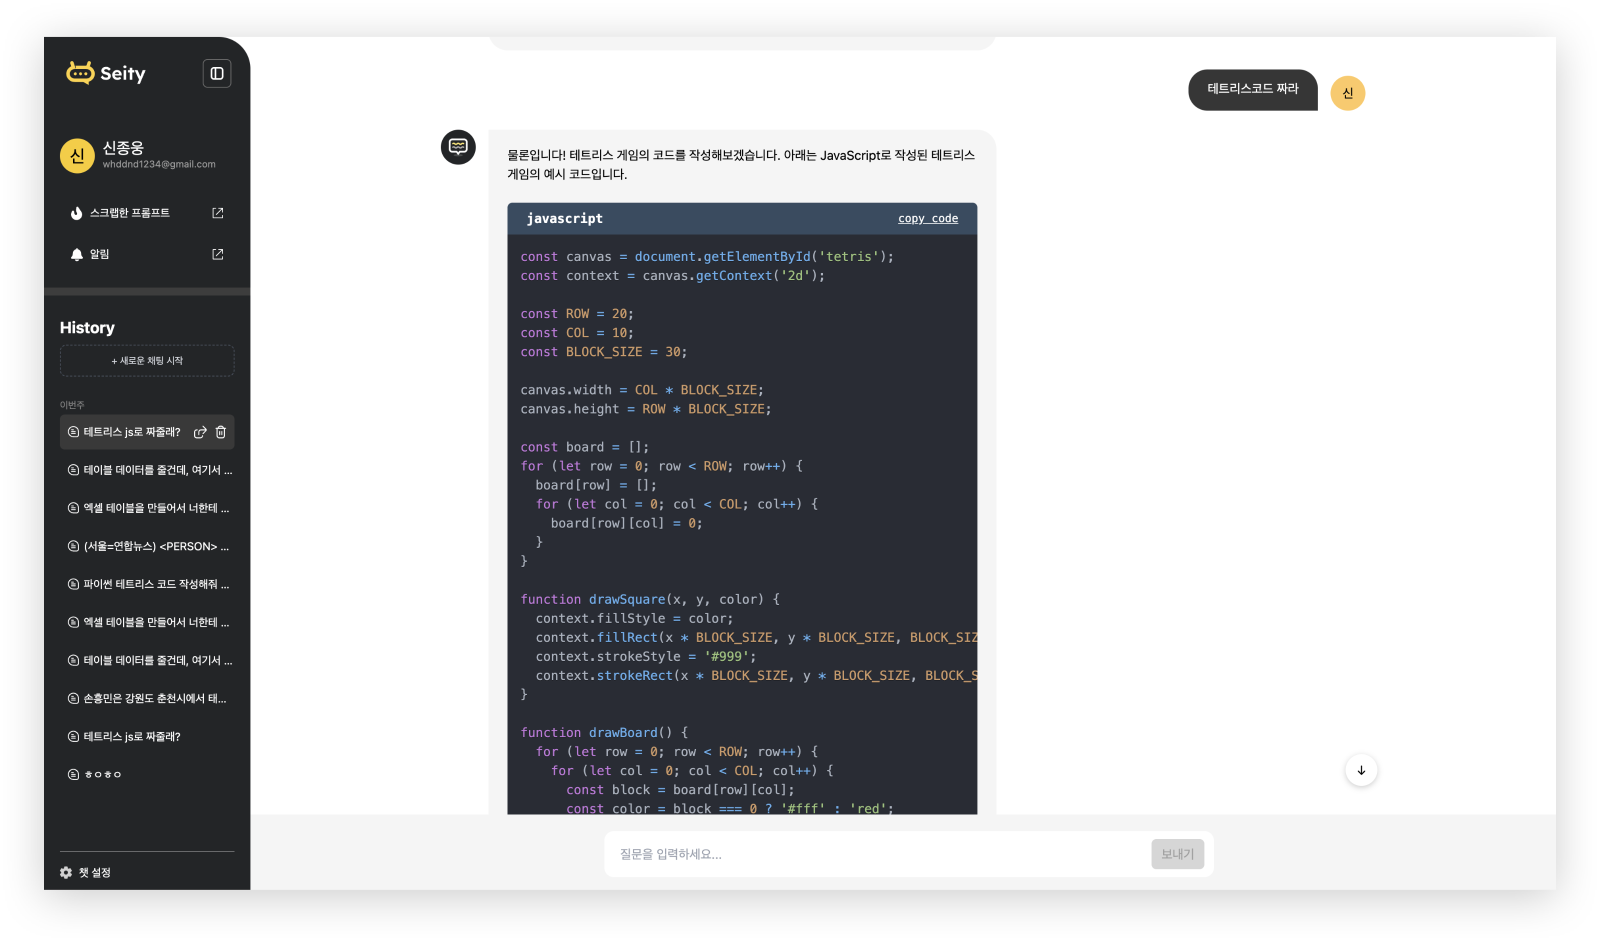 Seity
신
신종웅
whddnd1234@gmail.com
스크랩한 프롬프트
알림
History
+ 새로운 채팅 시작
이번주
테트리스 js로 짜줄래?
테이블 데이터를 줄건데, 여기서 ...
엑셀 테이블을 만들어서 너한테 ...
(서울=연합뉴스) <PERSON> ...
파이썬 테트리스 코드 작성해줘 ...
엑셀 테이블을 만들어서 너한테 ...
테이블 데이터를 줄건데, 여기서 ...
손흥민은 강원도 춘천시에서 태...
테트리스 js로 짜줄래?
ㅎㅇㅎㅇ
챗 설정
테트리스코드 짜라
신
물론입니다! 테트리스 게임의 코드를 작성해보겠습니다. 아래는 JavaScript로 작성된 테트리스
게임의 예시 코드입니다.
javascript copy code
const canvas = document.getElementById('tetris');
const context = canvas.getContext('2d');
const ROW = 20;
const COL = 10;
const BLOCK_SIZE = 30;
canvas.width = COL * BLOCK_SIZE;
canvas.height = ROW * BLOCK_SIZE;
const board = [];
for (let row = 0; row < ROW; row++) {
  board[row] = [];
  for (let col = 0; col < COL; col++) {
    board[row][col] = 0;
  }
}
function drawSquare(x, y, color) {
  context.fillStyle = color;
  context.fillRect(x * BLOCK_SIZE, y * BLOCK_SIZE, BLOCK_SIZ
  context.strokeStyle = '#999';
  context.strokeRect(x * BLOCK_SIZE, y * BLOCK_SIZE, BLOCK_S
}
function drawBoard() {
  for (let row = 0; row < ROW; row++) {
    for (let col = 0; col < COL; col++) {
      const block = board[row][col];
      const color = block === 0 ? '#fff' : 'red';
질문을 입력하세요...
보내기